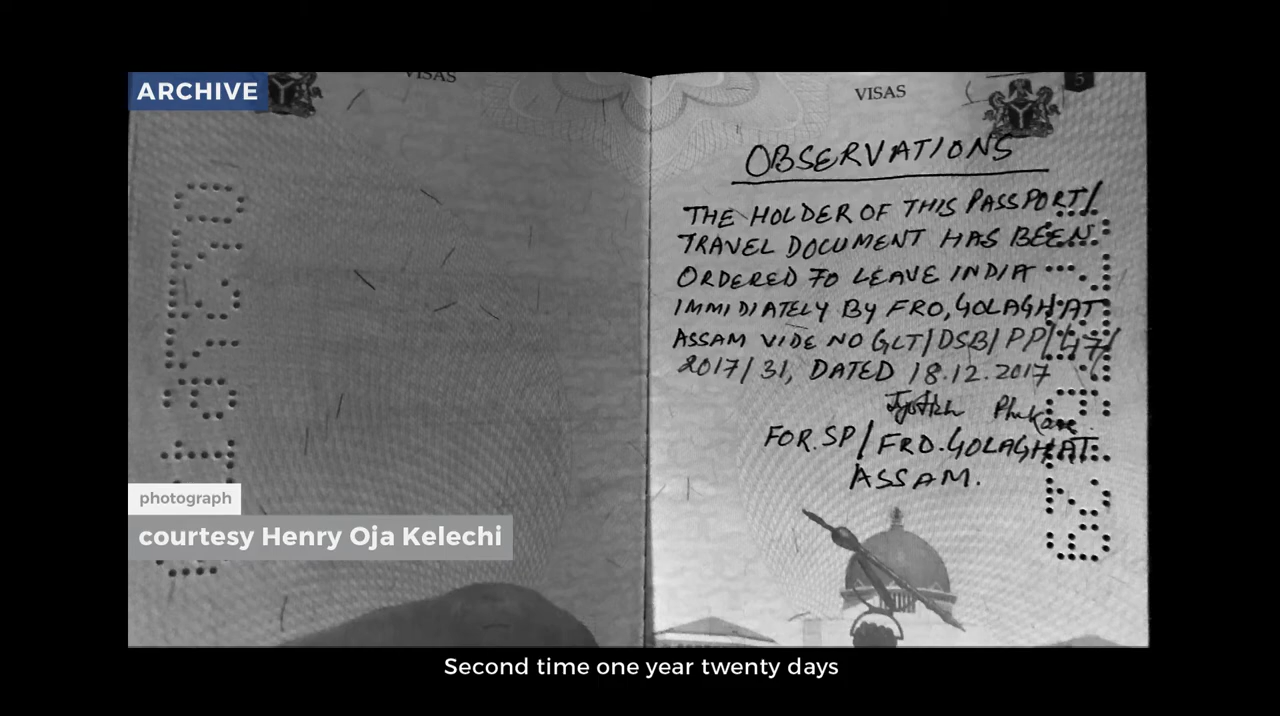 ARCHIVE
VISAS
VISAS
5
OBSERVATIONS
THE HOLDER OF THIS PASSPORT/
TRAVEL DOCUMENT HAS BEEN
ORDERED TO LEAVE INDIA
IMMIDIATELY BY FRO, GOLAGHAT
ASSAM VIDE NO GLT/DSB/PP/47/
2017/31, DATED 18.12.2017
FOR. SP/FRO. GOLAGHAT
ASSAM.
photograph
courtesy Henry Oja Kelechi
Second time one year twenty days